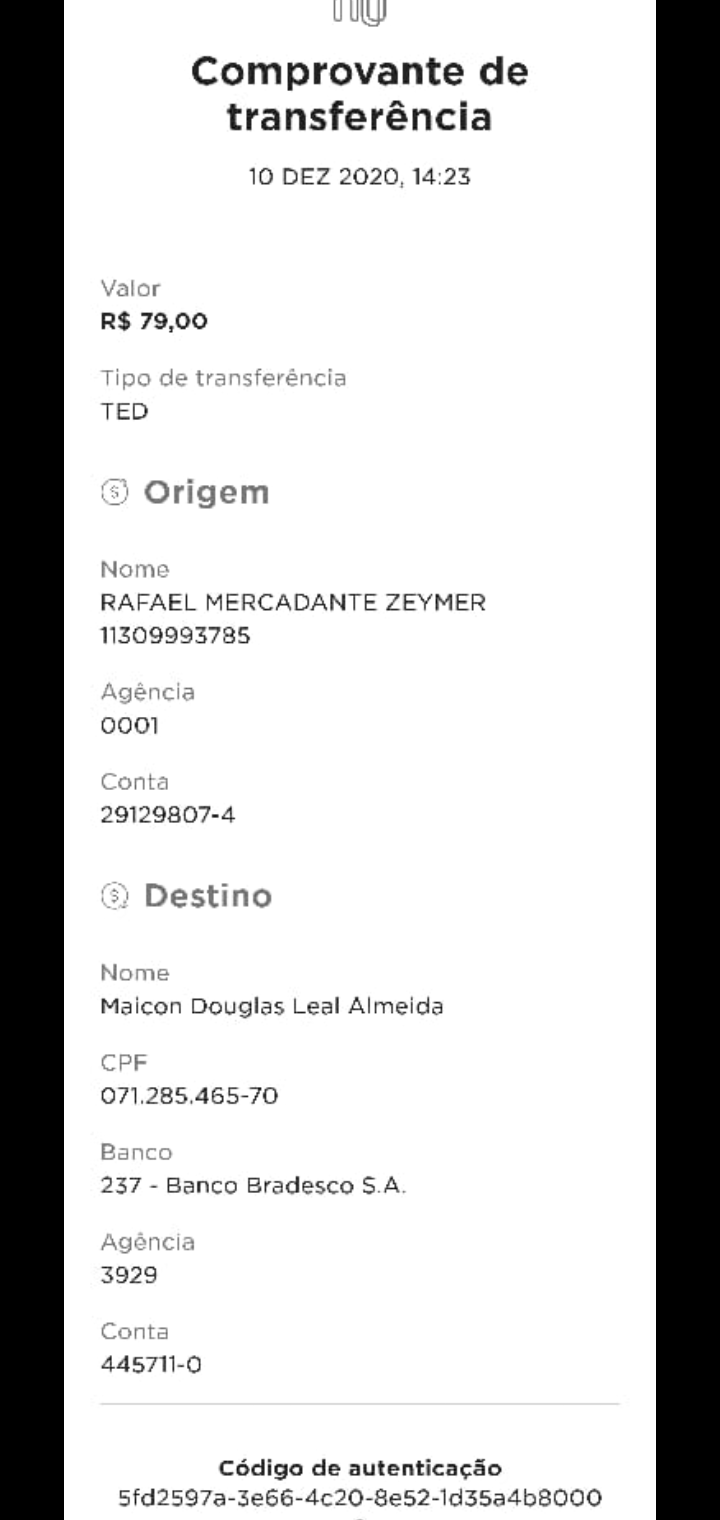 nu
Comprovante de
transferência
10 DEZ 2020, 14:23
Valor
R$ 79,00
Tipo de transferência
TED
Origem
Nome
RAFAEL MERCADANTE ZEYMER
11309993785
Agência
0001
Conta
29129807-4
Destino
Nome
Maicon Douglas Leal Almeida
CPF
071.285.465-70
Banco
237 - Banco Bradesco S.A.
Agência
3929
Conta
445711-0
Código de autenticação
5fd2597a-3e66-4c20-8e52-1d35a4b8000